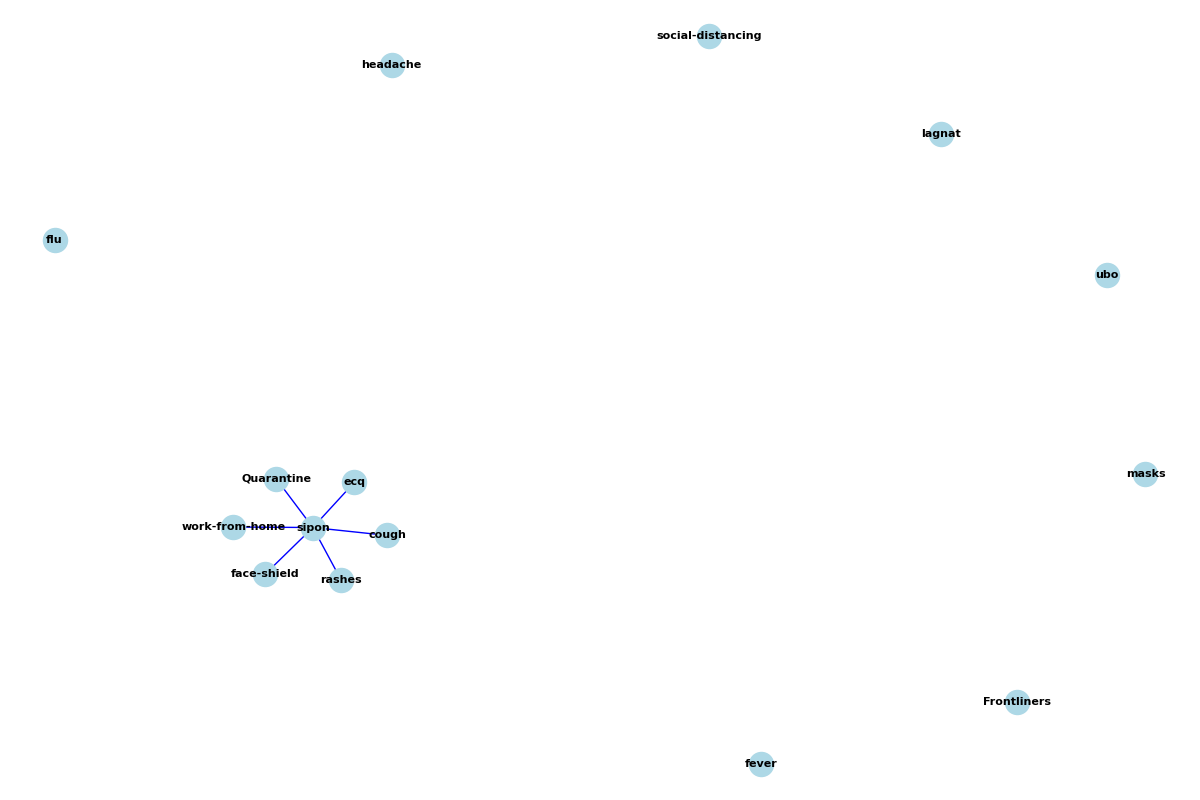 social-distancing
headache
lagnat
flu
ubo
masks
Quarantine
ecq
work-from-home
sipon
cough
face-shield
rashes
Frontliners
fever